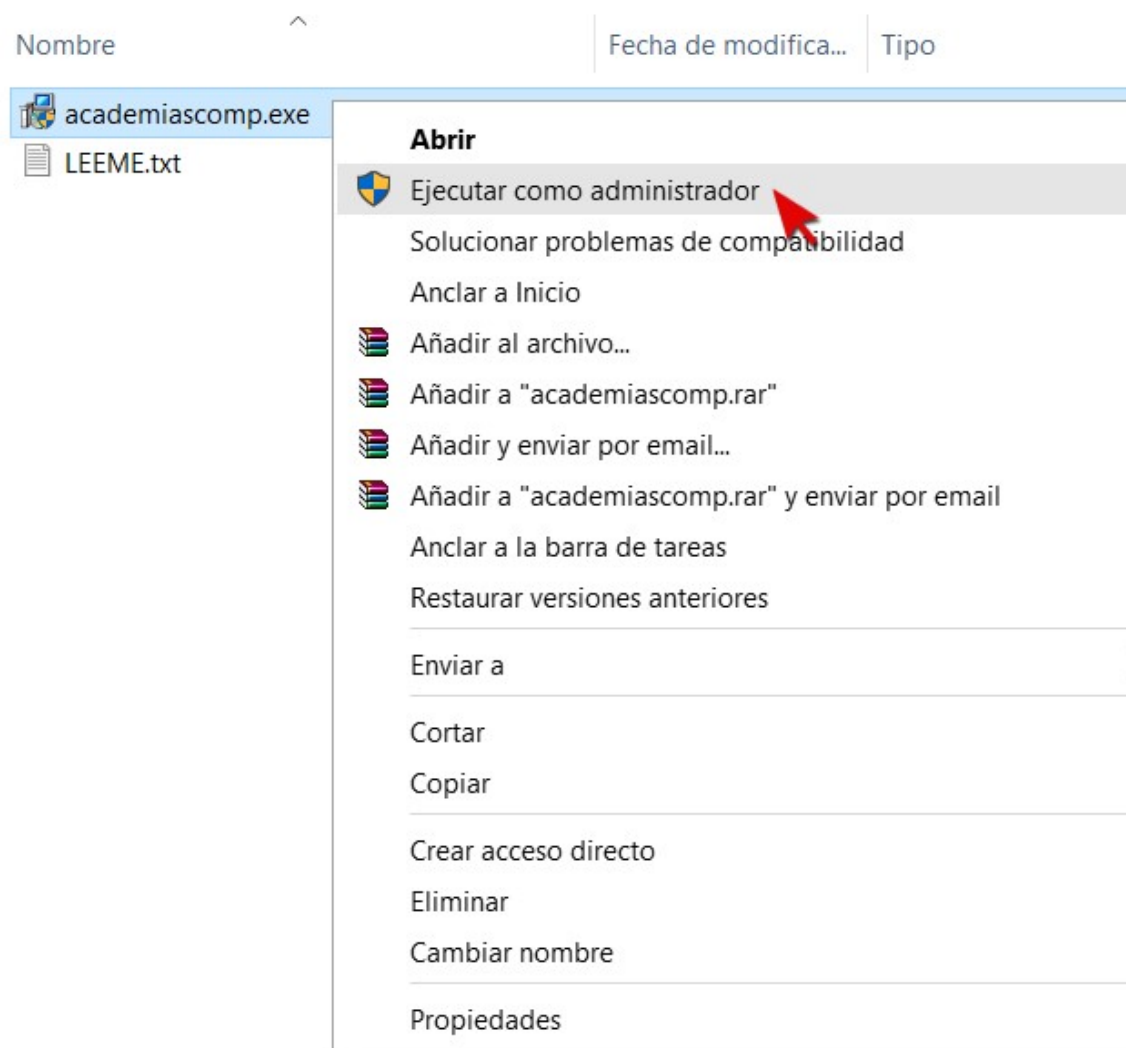 Nombre Fecha de modifica... Tipo
academiascomp.exe
LEEME.txt
Abrir
Ejecutar como administrador
Solucionar problemas de compatibilidad
Anclar a Inicio
Añadir al archivo...
Añadir a "academiascomp.rar"
Añadir y enviar por email...
Añadir a "academiascomp.rar" y enviar por email
Anclar a la barra de tareas
Restaurar versiones anteriores
Enviar a
Cortar
Copiar
Crear acceso directo
Eliminar
Cambiar nombre
Propiedades